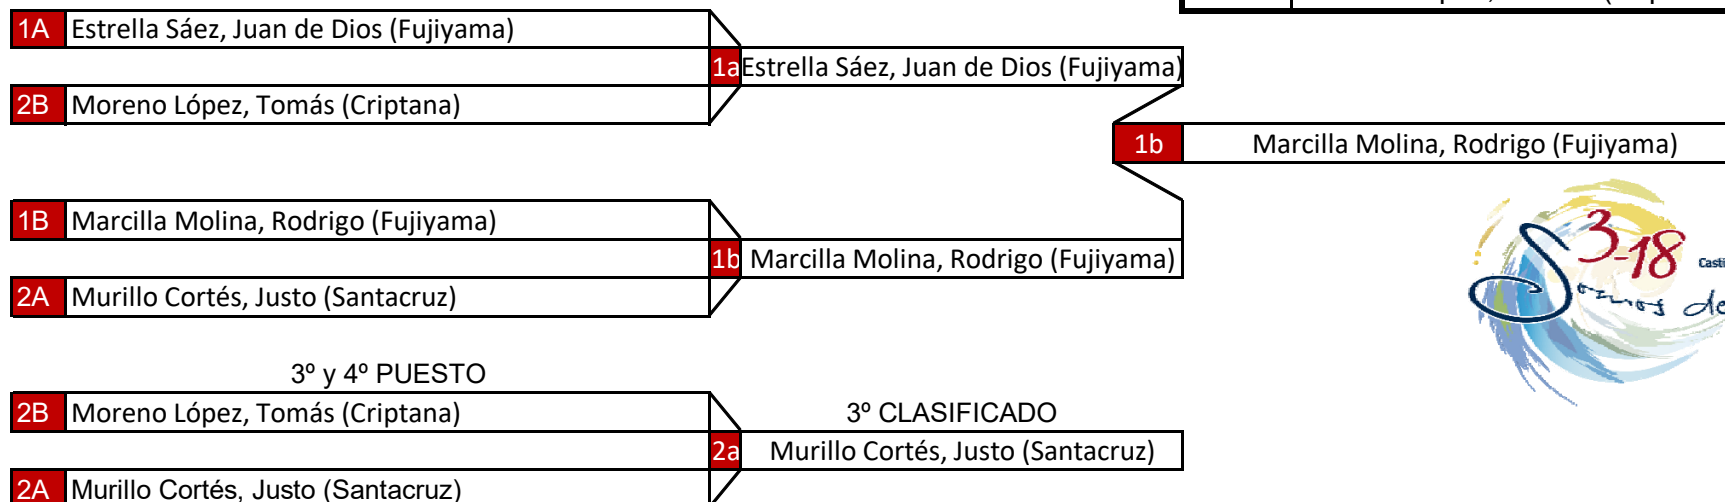 1A Estrella Sáez, Juan de Dios (Fujiyama)
1a Estrella Sáez, Juan de Dios (Fujiyama)
2B Moreno López, Tomás (Criptana)
1b Marcilla Molina, Rodrigo (Fujiyama)
1B Marcilla Molina, Rodrigo (Fujiyama)
1b Marcilla Molina, Rodrigo (Fujiyama)
2A Murillo Cortés, Justo (Santacruz)
3-18
Somos de
3º y 4º PUESTO
2B Moreno López, Tomás (Criptana)
3º CLASIFICADO
2a Murillo Cortés, Justo (Santacruz)
2A Murillo Cortés, Justo (Santacruz)